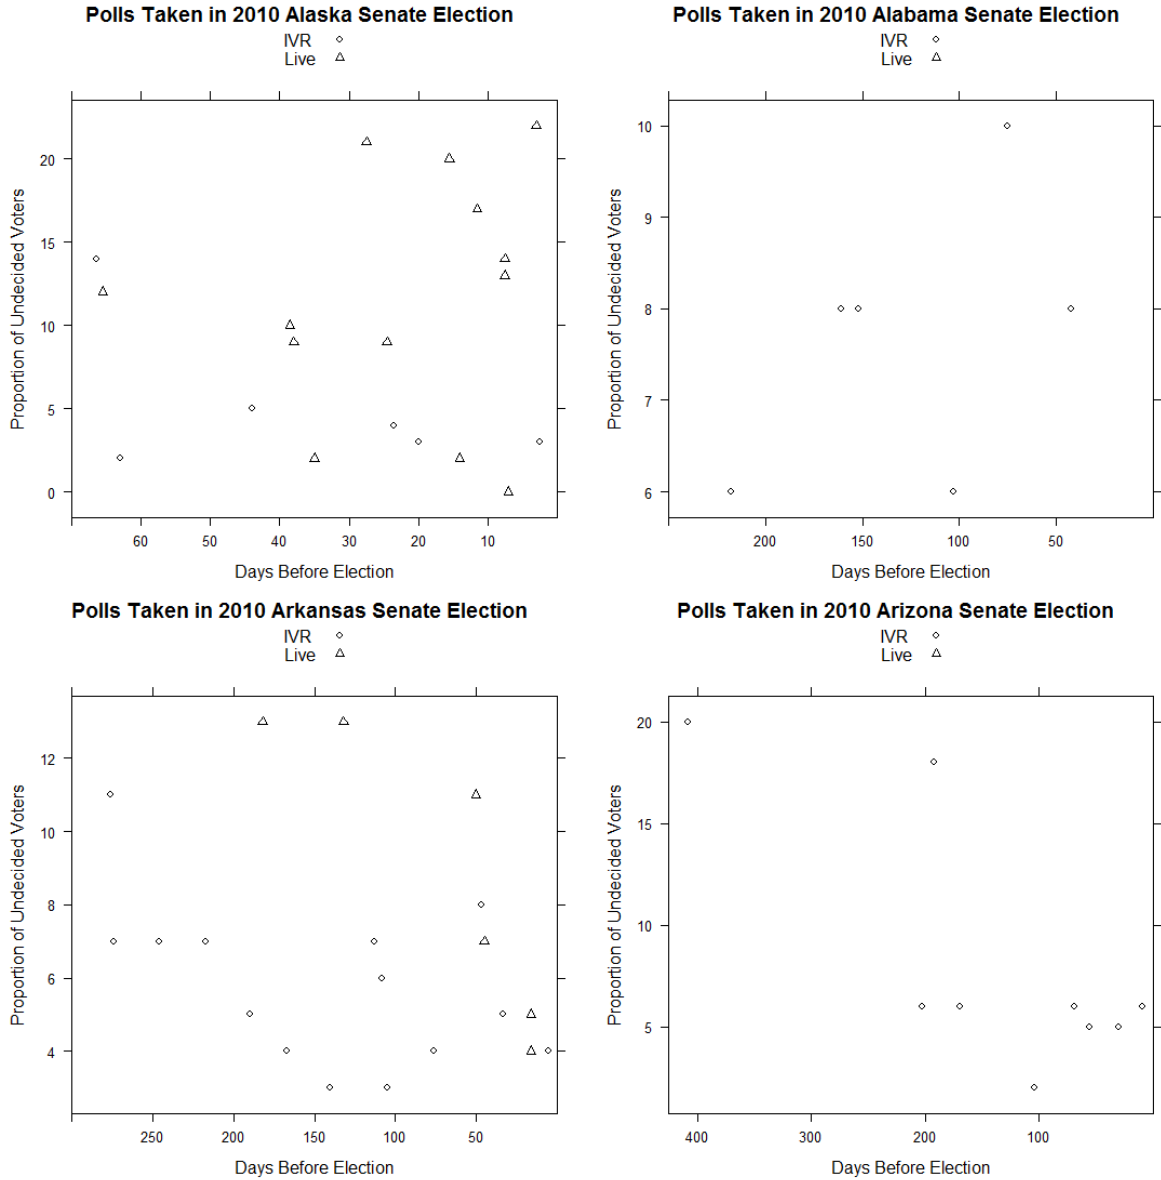 Polls Taken in 2010 Alaska Senate Election
IVR
Live
Proportion of Undecided Voters
20
15
10
5
0
60 50 40 30 20 10
Days Before Election
Polls Taken in 2010 Alabama Senate Election
IVR
Live
Proportion of Undecided Voters
10
9
8
7
6
200 150 100 50
Days Before Election
Polls Taken in 2010 Arkansas Senate Election
IVR
Live
Proportion of Undecided Voters
12
10
8
6
4
250 200 150 100 50
Days Before Election
Polls Taken in 2010 Arizona Senate Election
IVR
Live
Proportion of Undecided Voters
20
15
10
5
400 300 200 100
Days Before Election